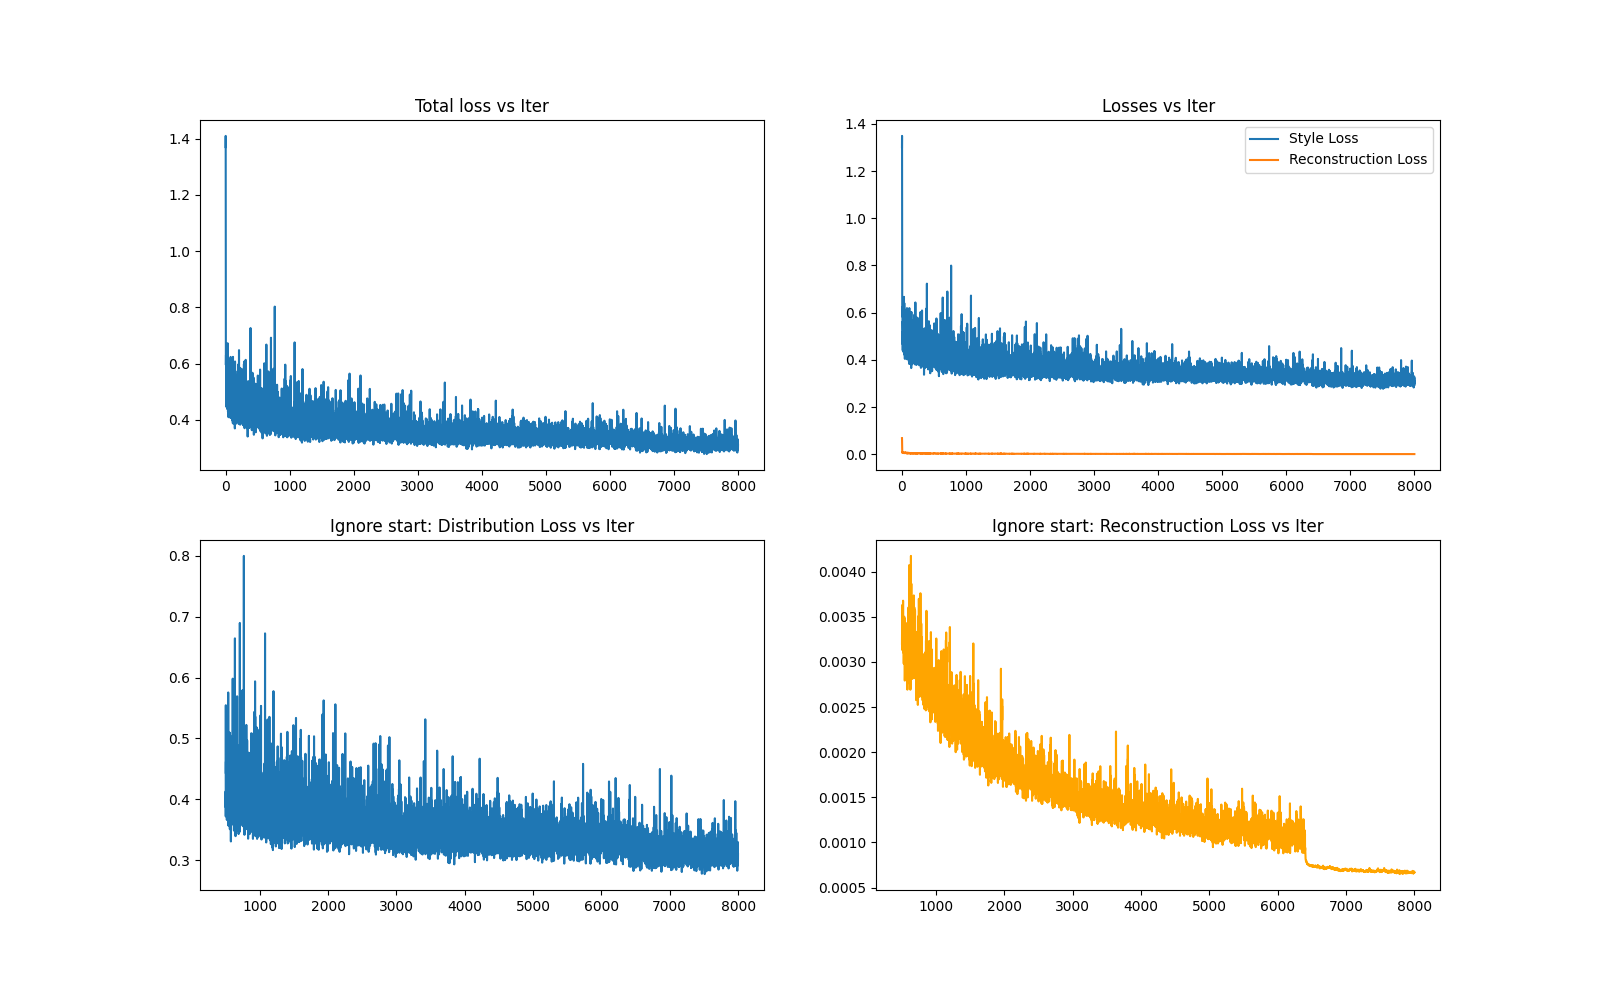 Total loss vs Iter
1.4
1.2
1.0
0.8
0.6
0.4
0 1000 2000 3000 4000 5000 6000 7000 8000
Losses vs Iter
1.4
1.2
1.0
0.8
0.6
0.4
0.2
0.0
0 1000 2000 3000 4000 5000 6000 7000 8000
Style Loss
Reconstruction Loss
Ignore start: Distribution Loss vs Iter
0.8
0.7
0.6
0.5
0.4
0.3
1000 2000 3000 4000 5000 6000 7000 8000
Ignore start: Reconstruction Loss vs Iter
0.0040
0.0035
0.0030
0.0025
0.0020
0.0015
0.0010
0.0005
1000 2000 3000 4000 5000 6000 7000 8000